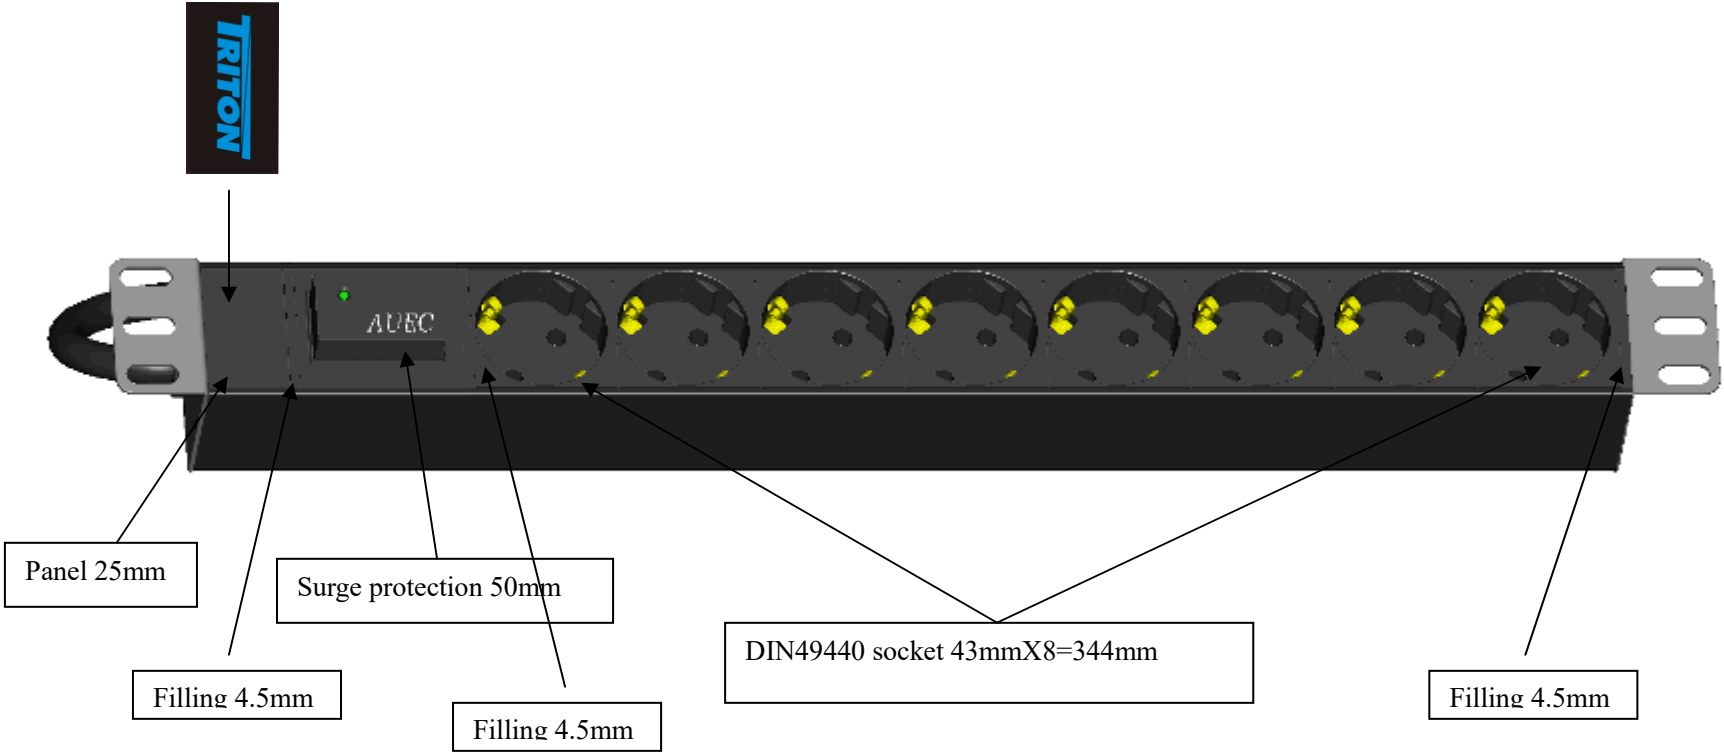 TRITON
AUEC
Panel 25mm
Surge protection 50mm
DIN49440 socket 43mmX8=344mm
Filling 4.5mm
Filling 4.5mm
Filling 4.5mm